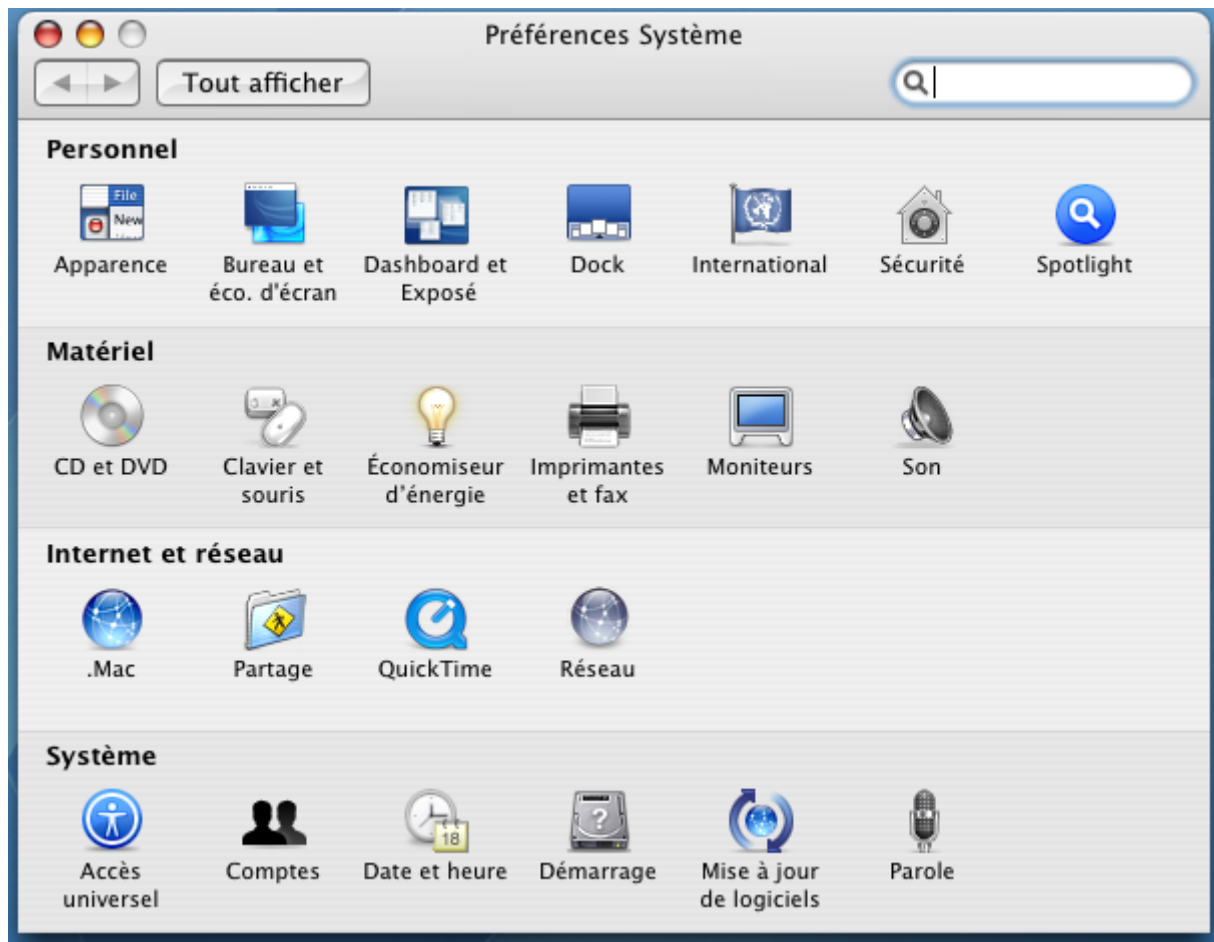 Préférences Système
Tout afficher
Personnel
File
New
Apparence
Bureau et
éco. d'écran
Dashboard et
Exposé
Dock
International
Sécurité
Spotlight
Matériel
CD et DVD
Clavier et
souris
Économiseur
d'énergie
Imprimantes
et fax
Moniteurs
Son
Internet et réseau
.Mac
Partage
QuickTime
Réseau
Système
Accès
universel
Comptes
18
Date et heure
?
Démarrage
Mise à jour
de logiciels
Parole